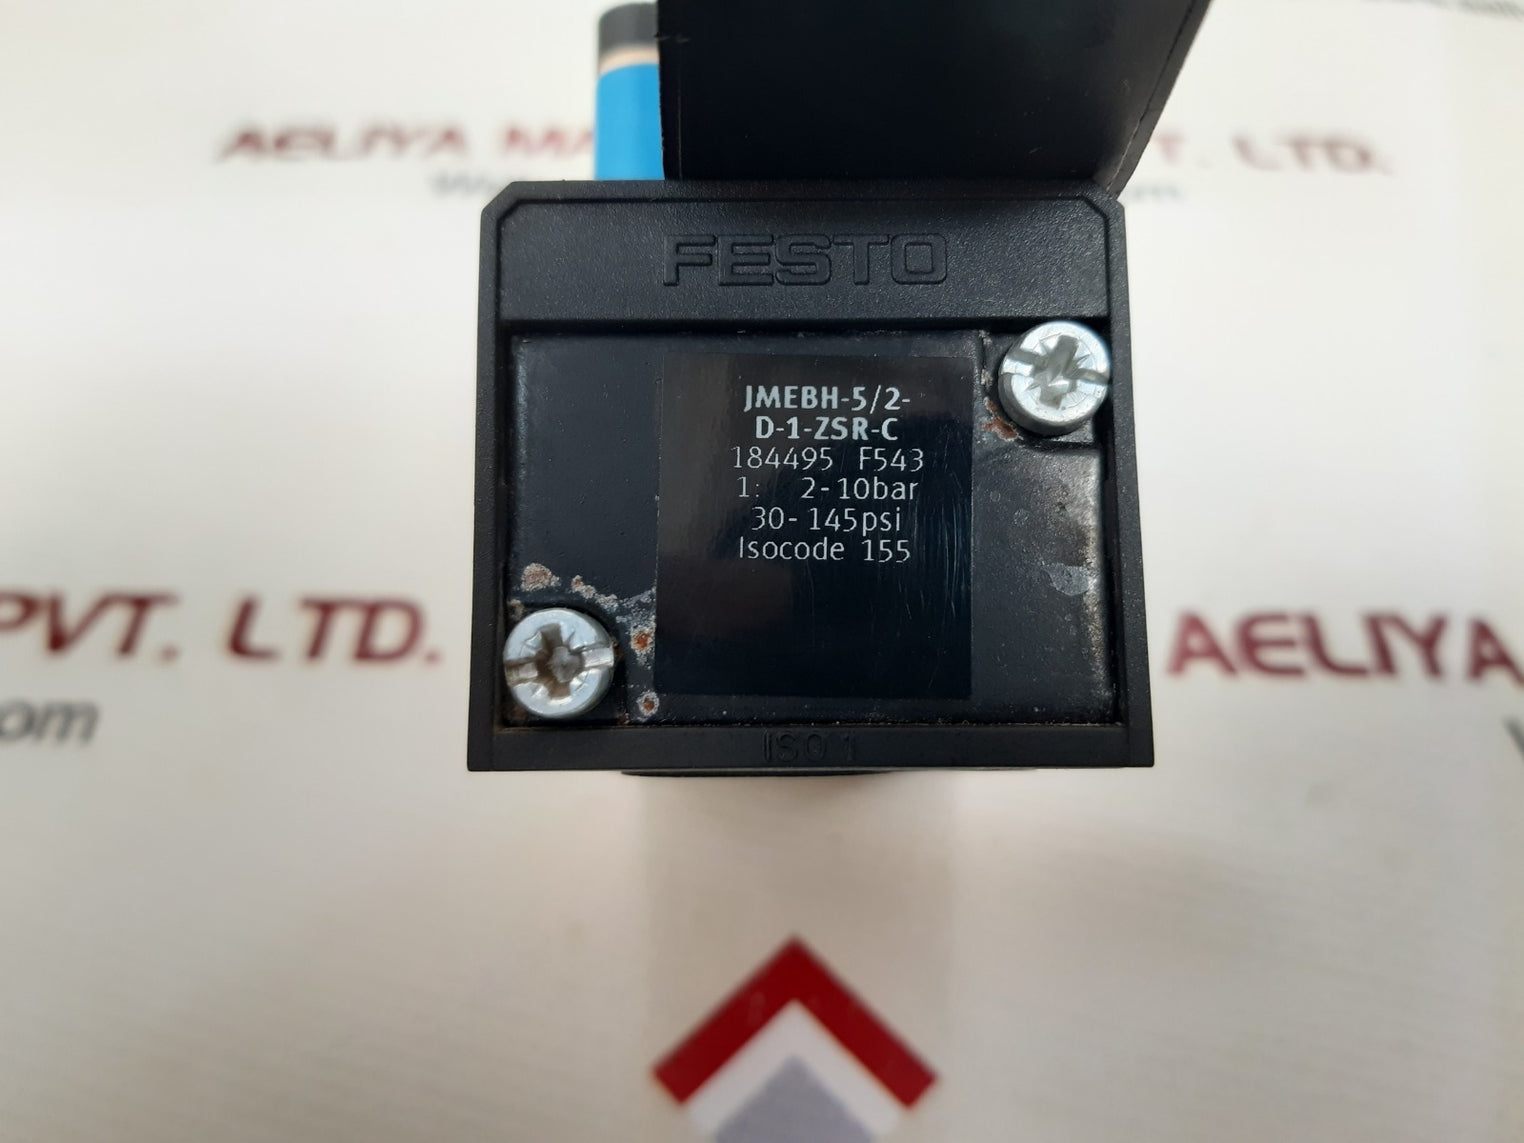 AELIYA MA T. LTD.
FESTO
JMEBH-5/2-
D-1-ZSR-C
184495 F543
1: 2-10bar
30-145psi
Isocode 155
PVT. LTD. AELIYA
om
ISO 1